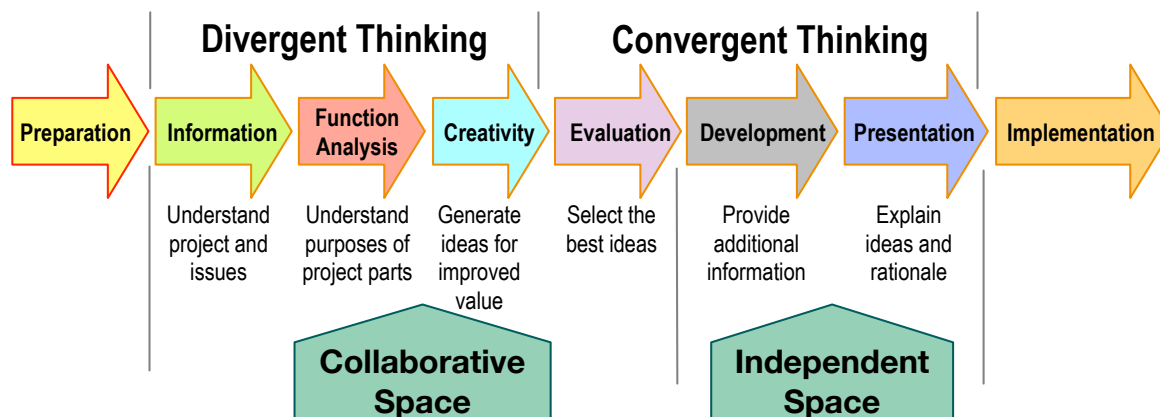 Divergent Thinking
Convergent Thinking
Preparation
Information
Function
Analysis
Creativity
Evaluation
Development
Presentation
Implementation
Understand
project and
issues
Understand
purposes of
project parts
Generate
ideas for
improved
value
Select the
best ideas
Provide
additional
information
Explain
ideas and
rationale
Collaborative
Space
Independent
Space